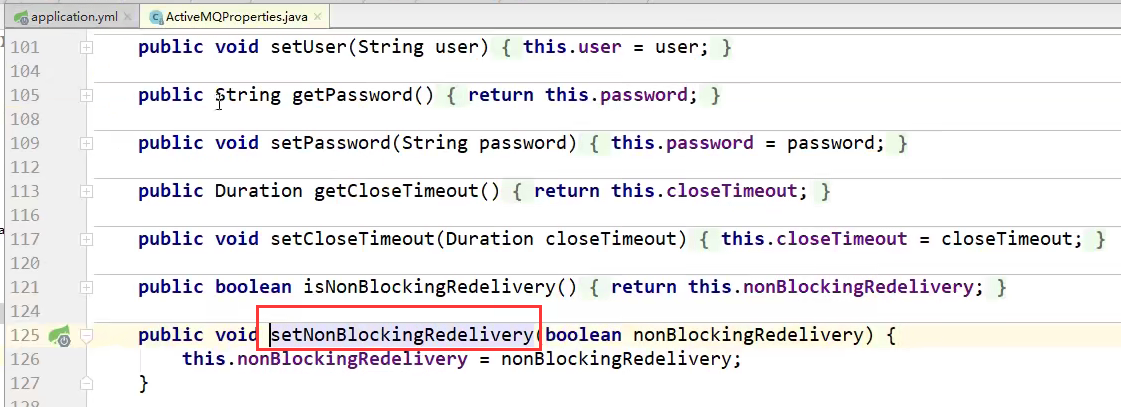 application.yml × ActiveMQProperties.java ×
101 public void setUser(String user) { this.user = user; }
104
105 public String getPassword() { return this.password; }
108
109 public void setPassword(String password) { this.password = password; }
112
113 public Duration getCloseTimeout() { return this.closeTimeout; }
116
117 public void setCloseTimeout(Duration closeTimeout) { this.closeTimeout = closeTimeout; }
120
121 public boolean isNonBlockingRedelivery() { return this.nonBlockingRedelivery; }
124
125 public void setNonBlockingRedelivery(boolean nonBlockingRedelivery) {
126 this.nonBlockingRedelivery = nonBlockingRedelivery;
127 }
128